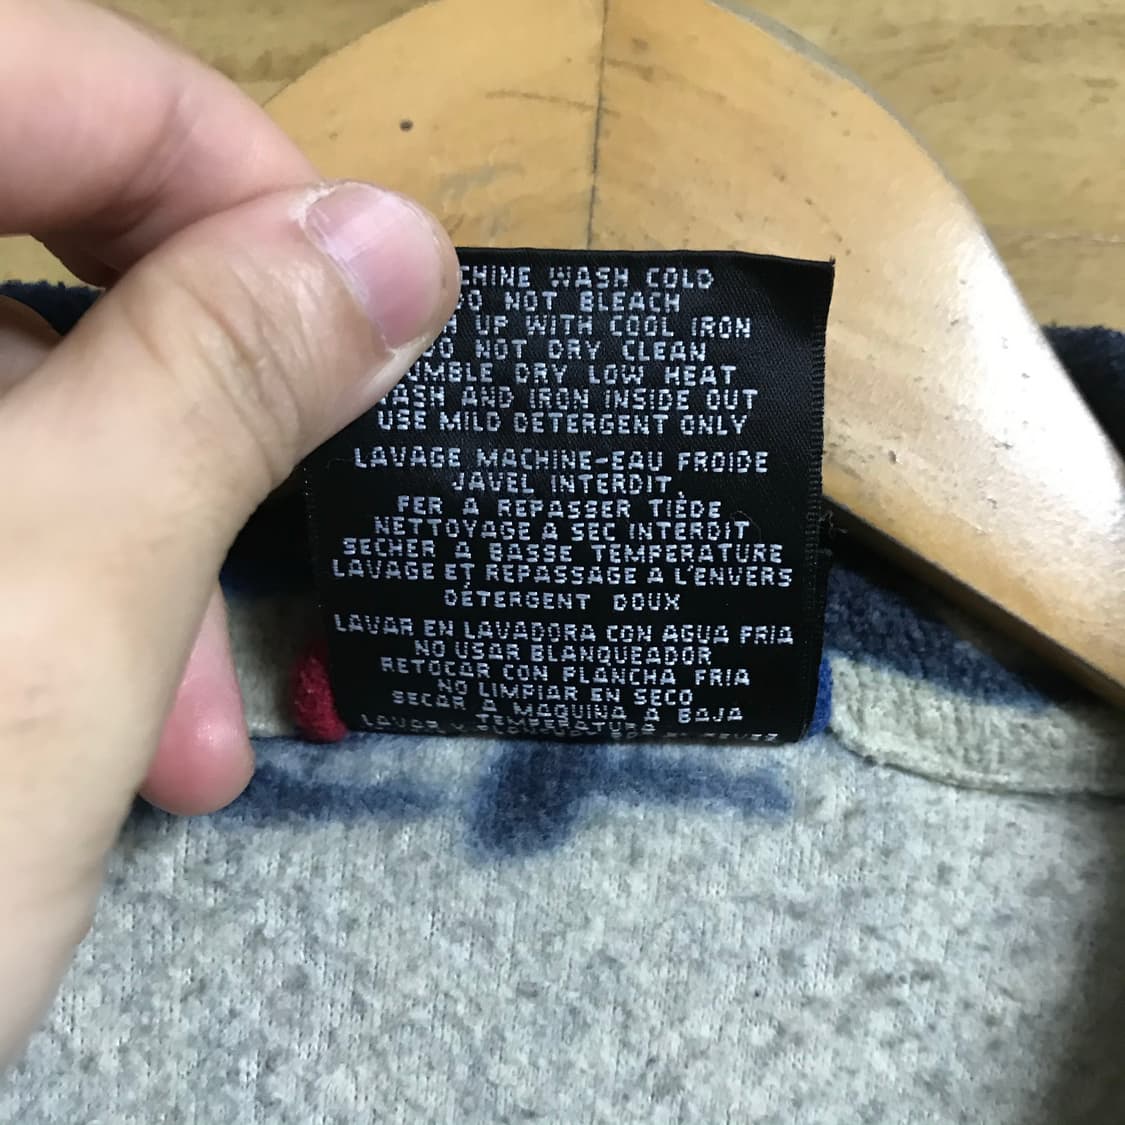 CHINE WASH COLD
DO NOT BLEACH
H UP WITH COOL IRON
DO NOT DRY CLEAN
UMBLE DRY LOW HEAT
WASH AND IRON INSIDE OUT
USE MILD DETERGENT ONLY
LAVAGE MACHINE-EAU FROIDE
JAVEL INTERDIT
FER A REPASSER TIÈDE
NETTOYAGE A SEC INTERDIT
SECHER A BASSE TEMPERATURE
LAVAGE ET REPASSAGE A L'ENVERS
DÉTERGENT DOUX
LAVAR EN LAVADORA CON AGUA FRIA
NO USAR BLANQUEADOR
RETOCAR CON PLANCHA FRIA
NO LIMPIAR EN SECO
SECAR A MAQUINA A BAJA
TEMPERATURA
LAVAR Y